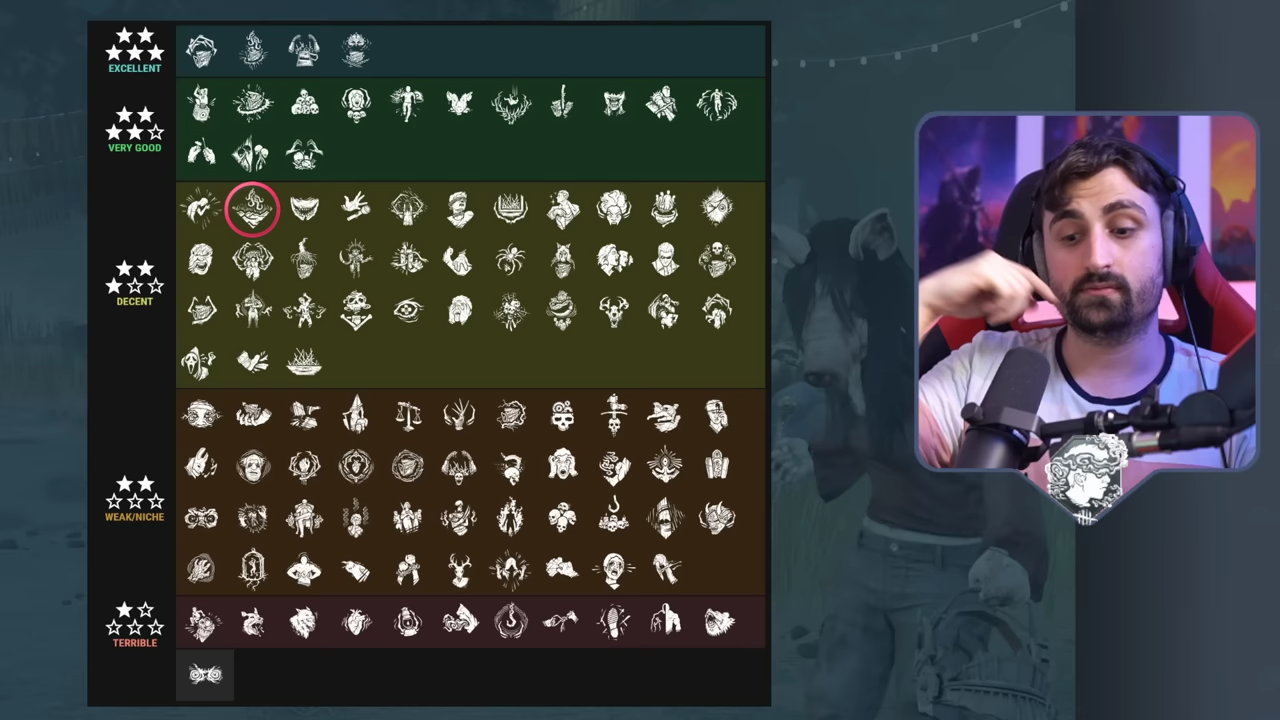 EXCELLENT
VERY GOOD
DECENT
WEAK/NICHE
TERRIBLE